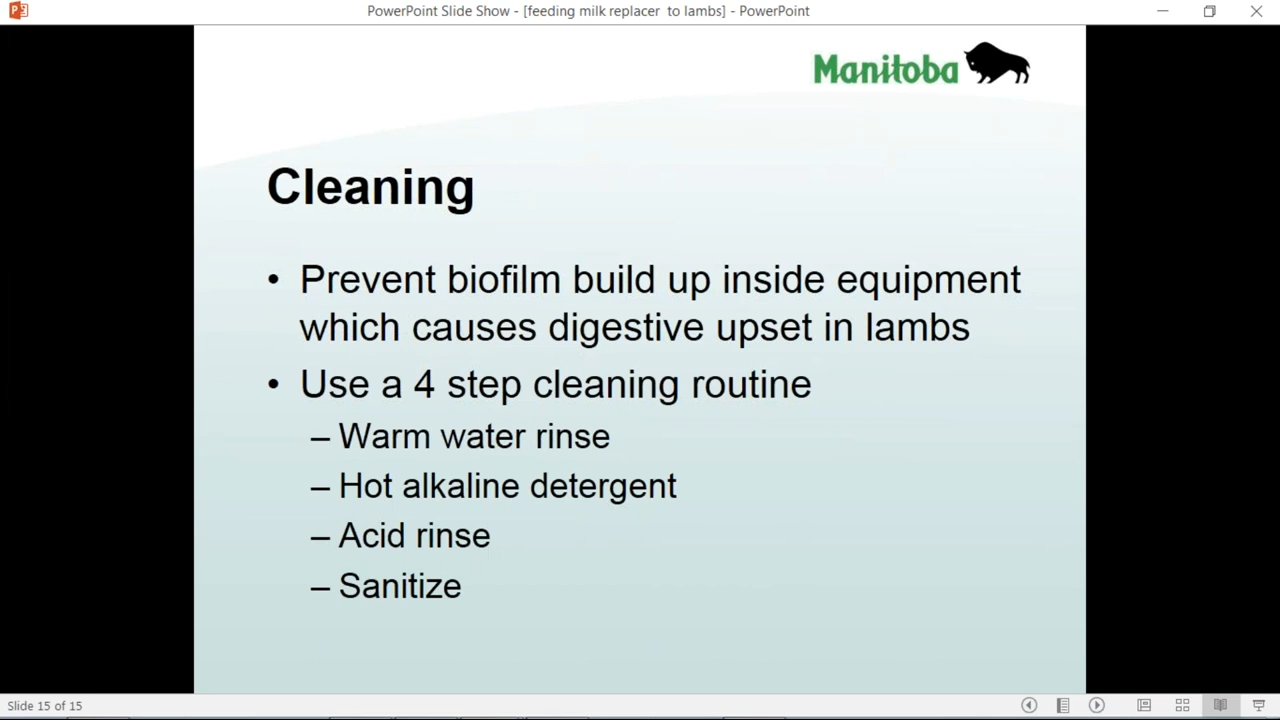 PowerPoint Slide Show - [feeding milk replacer  to lambs] - PowerPoint
Manitoba
Cleaning
• Prevent biofilm build up inside equipment
which causes digestive upset in lambs
• Use a 4 step cleaning routine
– Warm water rinse
– Hot alkaline detergent
– Acid rinse
– Sanitize
Slide 15 of 15